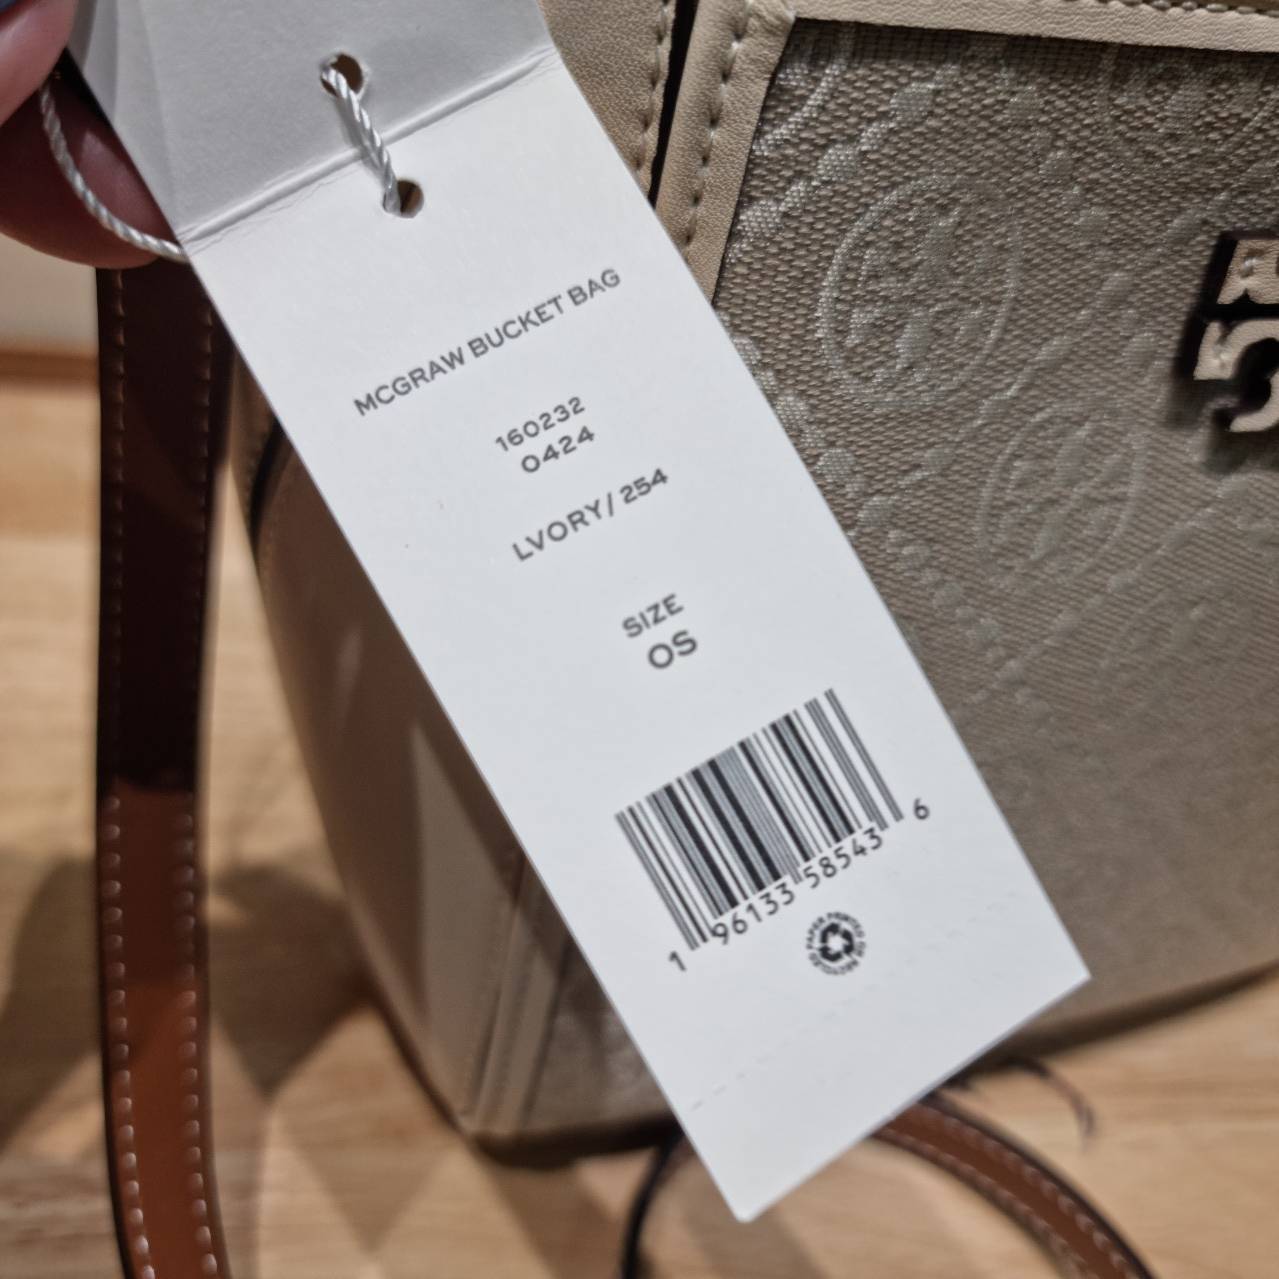 MCGRAW BUCKET BAG
160232
0424
LVORY/ 254
SIZE
OS
1 96133 58543 6